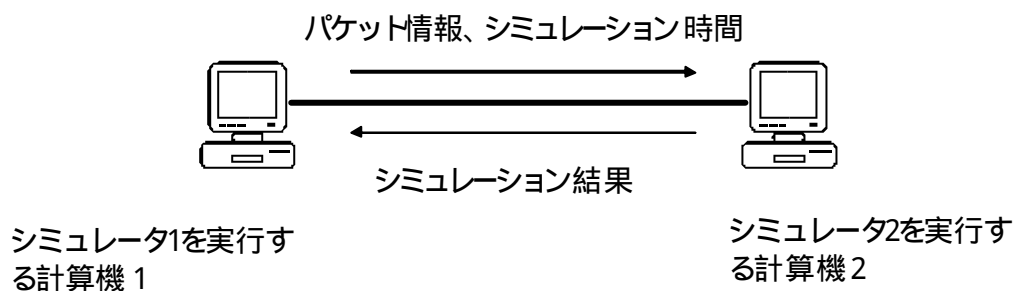 パケット情報、シミュレーション時間
シミュレーション結果
シミュレータ1を実行す
る計算機1
シミュレータ2を実行す
る計算機2